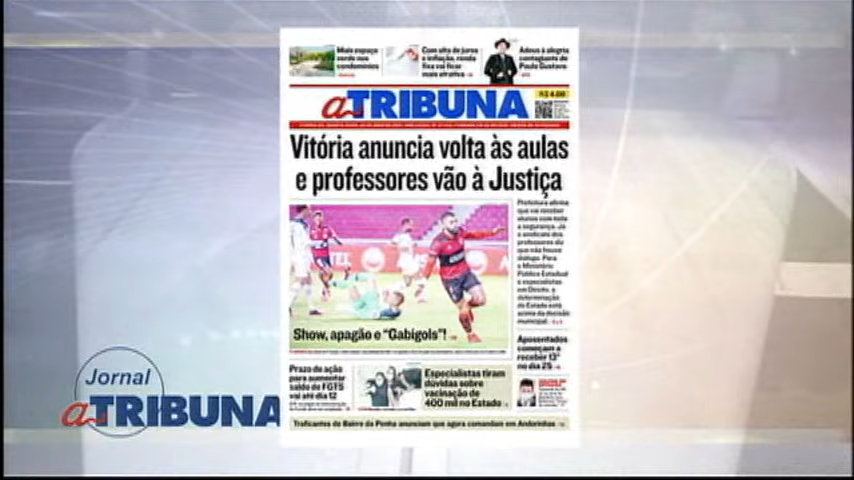 Mais espaço
verde nos
condomínios
Com alta de juros
e inflação, renda
fixa vai ficar
mais atrativa
Adeus à alegria
contagiante de
Paulo Gustavo
aTRIBUNA
R$ 4,00
Vitória anuncia volta às aulas
e professores vão à Justiça
Prefeitura afirma
que vai receber
alunos com toda
a segurança. Já
o sindicato dos
professores diz
que não houve
diálogo. Para
o Ministério
Público Estadual
e especialistas
em Direito, a
determinação
do Estado está
acima da decisão
municipal.
Show, apagão e “Gabigols”!
Aposentados
começam a
receber 13º
no dia 25
Prazo de ação
para aumentar
saldo do FGTS
vai até dia 12
Especialistas tiram
dúvidas sobre
vacinação de
400 mil no Estado
Traficantes do Bairro da Penha anunciam que agora comandam em Andorinhas
Jornal
aTRIBUNA